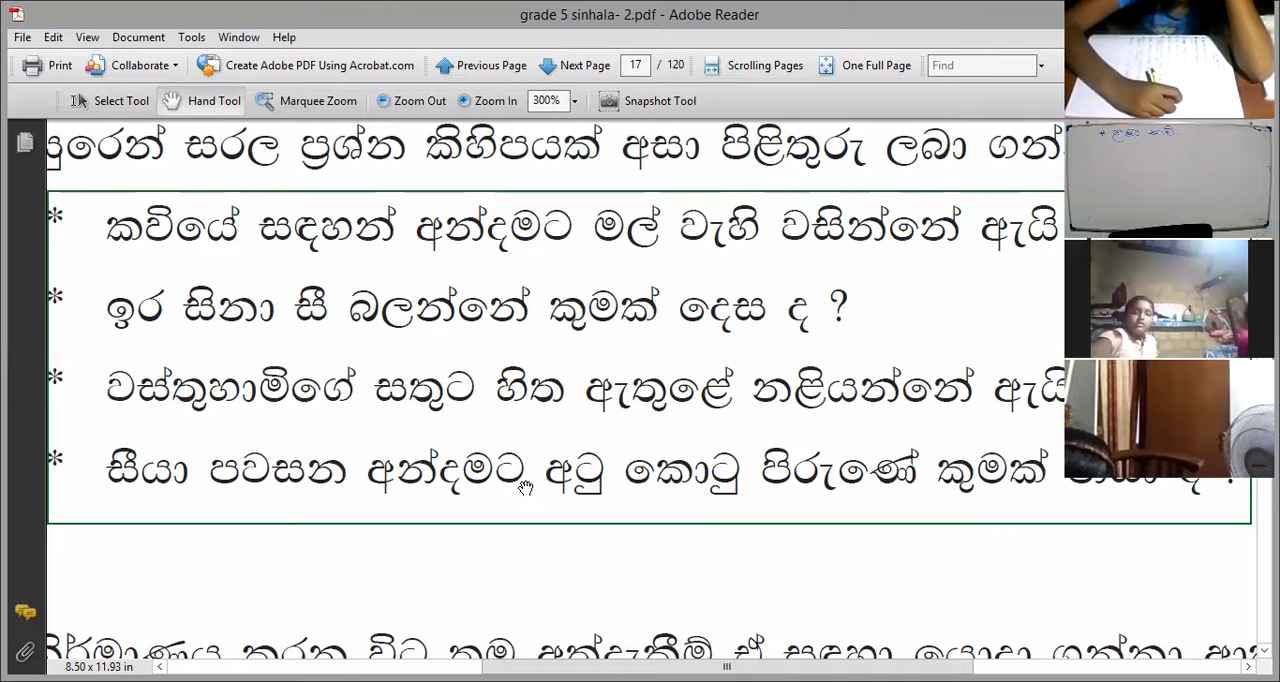 grade 5 sinhala- 2.pdf - Adobe Reader
File Edit View Document Tools Window Help
Print Collaborate Create Adobe PDF Using Acrobat.com Previous Page Next Page 17 / 120 Scrolling Pages One Full Page Find
Select Tool Hand Tool Marquee Zoom Zoom Out Zoom In 300% Snapshot Tool
සරල ප්‍රශ්න කිහිපයක් අසා පිළිතුරු ලබා
* කවියේ සඳහන් අන්දමට මල් වැහි වසින්නේ ඇයි
* ඉර සිනා සී බලන්නේ කුමක් දෙස ද ?
* වස්තුහාමිගේ සතුට හිත ඇතුළේ නළියන්නේ ඇයි
* සීයා පවසන අන්දමට අටු කොටු පිරුණේ කුමක් ද ?
කරන විට තම අන්දැකීම් ඒ සඳහා යොදා ගන්නා
8.50 x 11.93 in